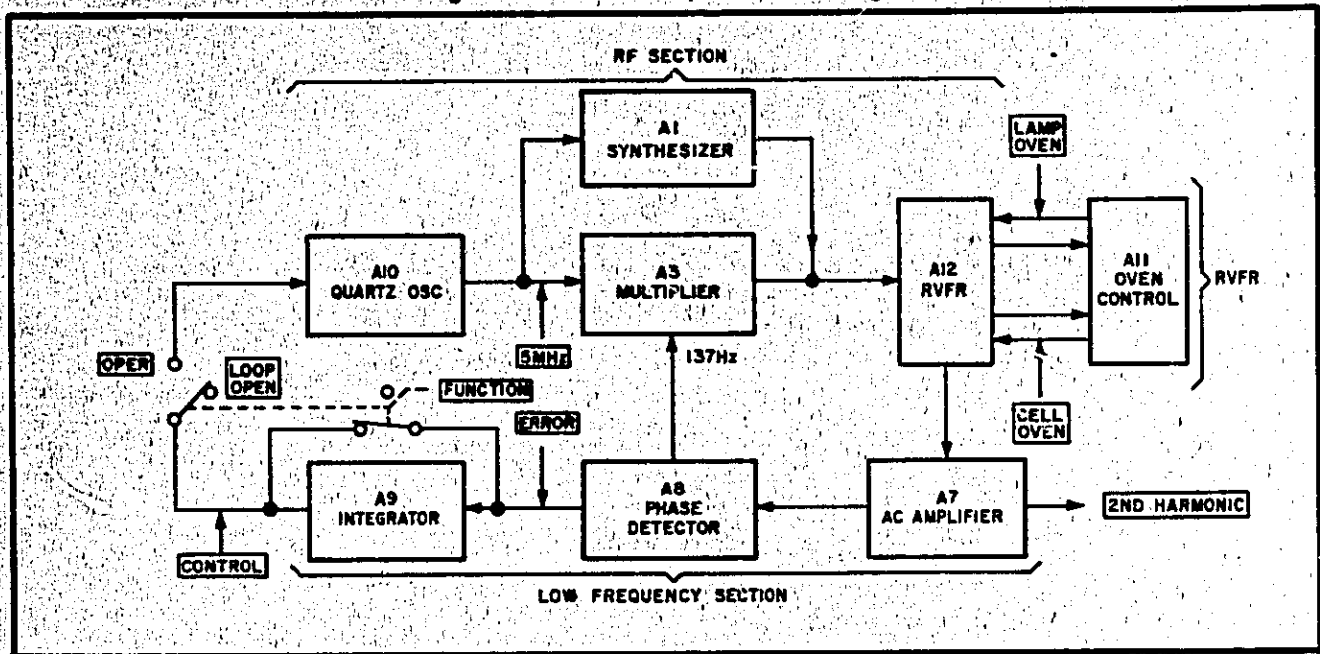 RF SECTION
A1
SYNTHESIZER
LAMP
OVEN
A10
QUARTZ OSC
A3
MULTIPLIER
A12
RVFR
A11
OVEN
CONTROL
RVFR
OPER
LOOP
OPEN
5MHz
137Hz
FUNCTION
ERROR
CELL
OVEN
A9
INTEGRATOR
A8
PHASE
DETECTOR
A7
AC AMPLIFIER
2ND HARMONIC
CONTROL
LOW FREQUENCY SECTION